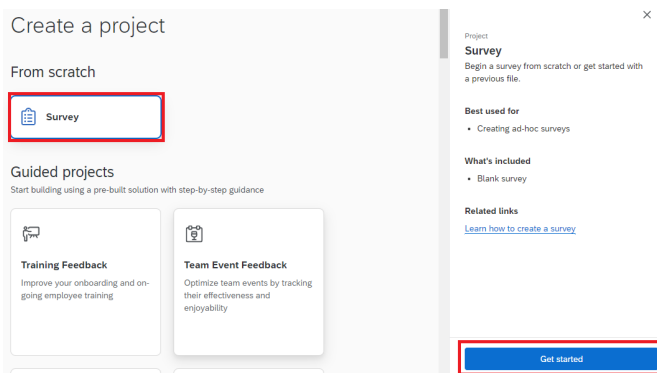 Create a project
From scratch
Survey
Guided projects
Start building using a pre-built solution with step-by-step guidance
Training Feedback
Improve your onboarding and on-
going employee training
Team Event Feedback
Optimize team events by tracking
their effectiveness and
enjoyability
Project
Survey
Begin a survey from scratch or get started with
a previous file.
Best used for
• Creating ad-hoc surveys
What's included
• Blank survey
Related links
Learn how to create a survey
Get started